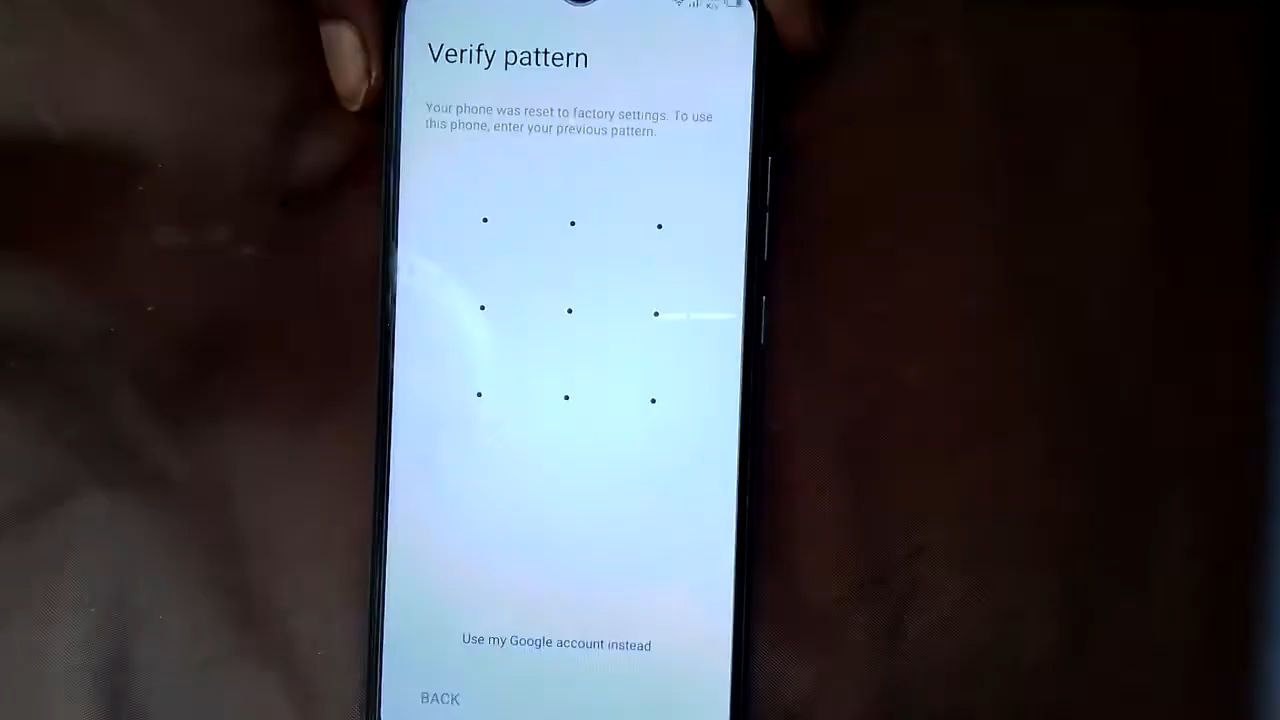 Verify pattern
Your phone was reset to factory settings. To use
this phone, enter your previous pattern.
Use my Google account instead
BACK